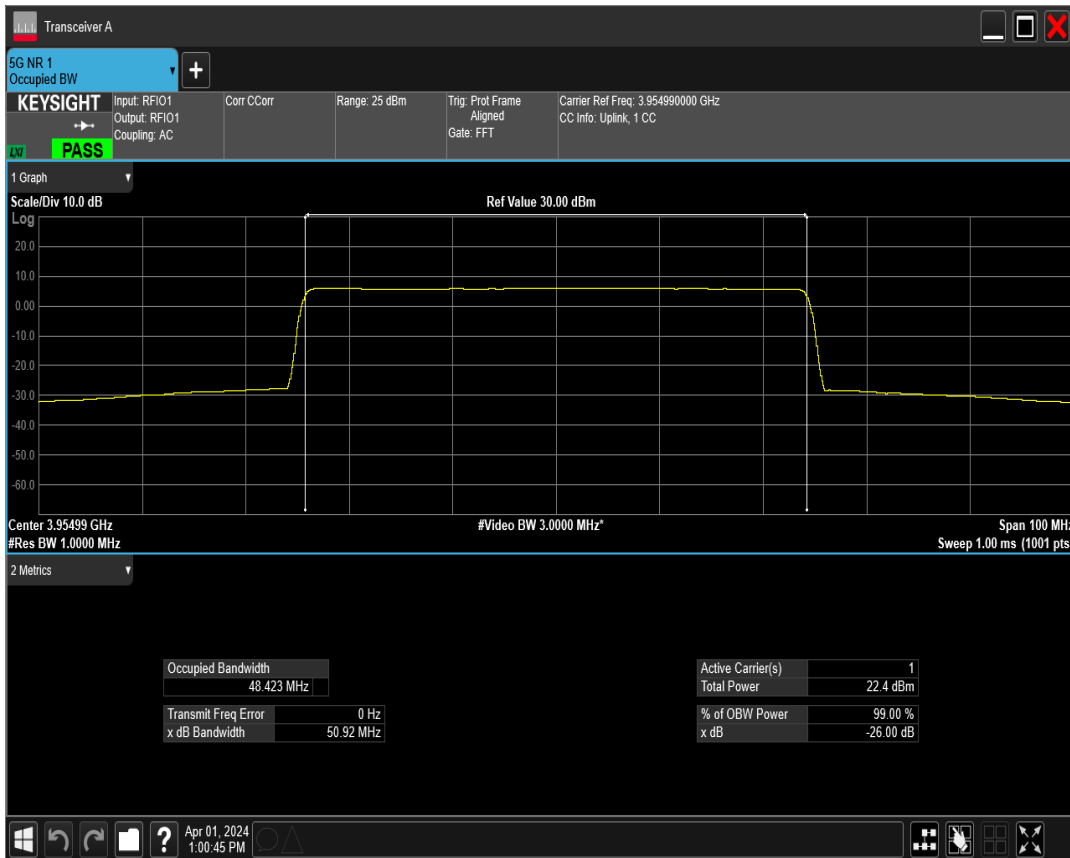 Transceiver A
5G NR 1
Occupied BW
KEYSIGHT
LXI
PASS
Input: RFIO1
Output: RFIO1
Coupling: AC
Corr CCorr
Range: 25 dBm
Trig: Prot Frame
Aligned
Gate: FFT
Carrier Ref Freq: 3.954990000 GHz
CC Info: Uplink, 1 CC
1 Graph
Scale/Div 10.0 dB
Ref Value 30.00 dBm
Log
20.0
10.0
0.00
-10.0
-20.0
-30.0
-40.0
-50.0
-60.0
Center 3.95499 GHz
#Video BW 3.0000 MHz*
Span 100 MHz
#Res BW 1.0000 MHz
Sweep 1.00 ms (1001 pts
2 Metrics
Occupied Bandwidth
48.423 MHz
Transmit Freq Error 0 Hz
x dB Bandwidth 50.92 MHz
Active Carrier(s) 1
Total Power 22.4 dBm
% of OBW Power 99.00 %
x dB -26.00 dB
?
Apr 01, 2024
1:00:45 PM